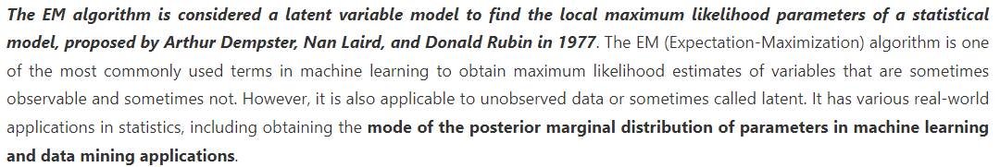 The EM algorithm is considered a latent variable model to find the local maximum likelihood parameters of a statistical
model, proposed by Arthur Dempster, Nan Laird, and Donald Rubin in 1977. The EM (Expectation-Maximization) algorithm is one
of the most commonly used terms in machine learning to obtain maximum likelihood estimates of variables that are sometimes
observable and sometimes not. However, it is also applicable to unobserved data or sometimes called latent. It has various real-world
applications in statistics, including obtaining the mode of the posterior marginal distribution of parameters in machine learning
and data mining applications.